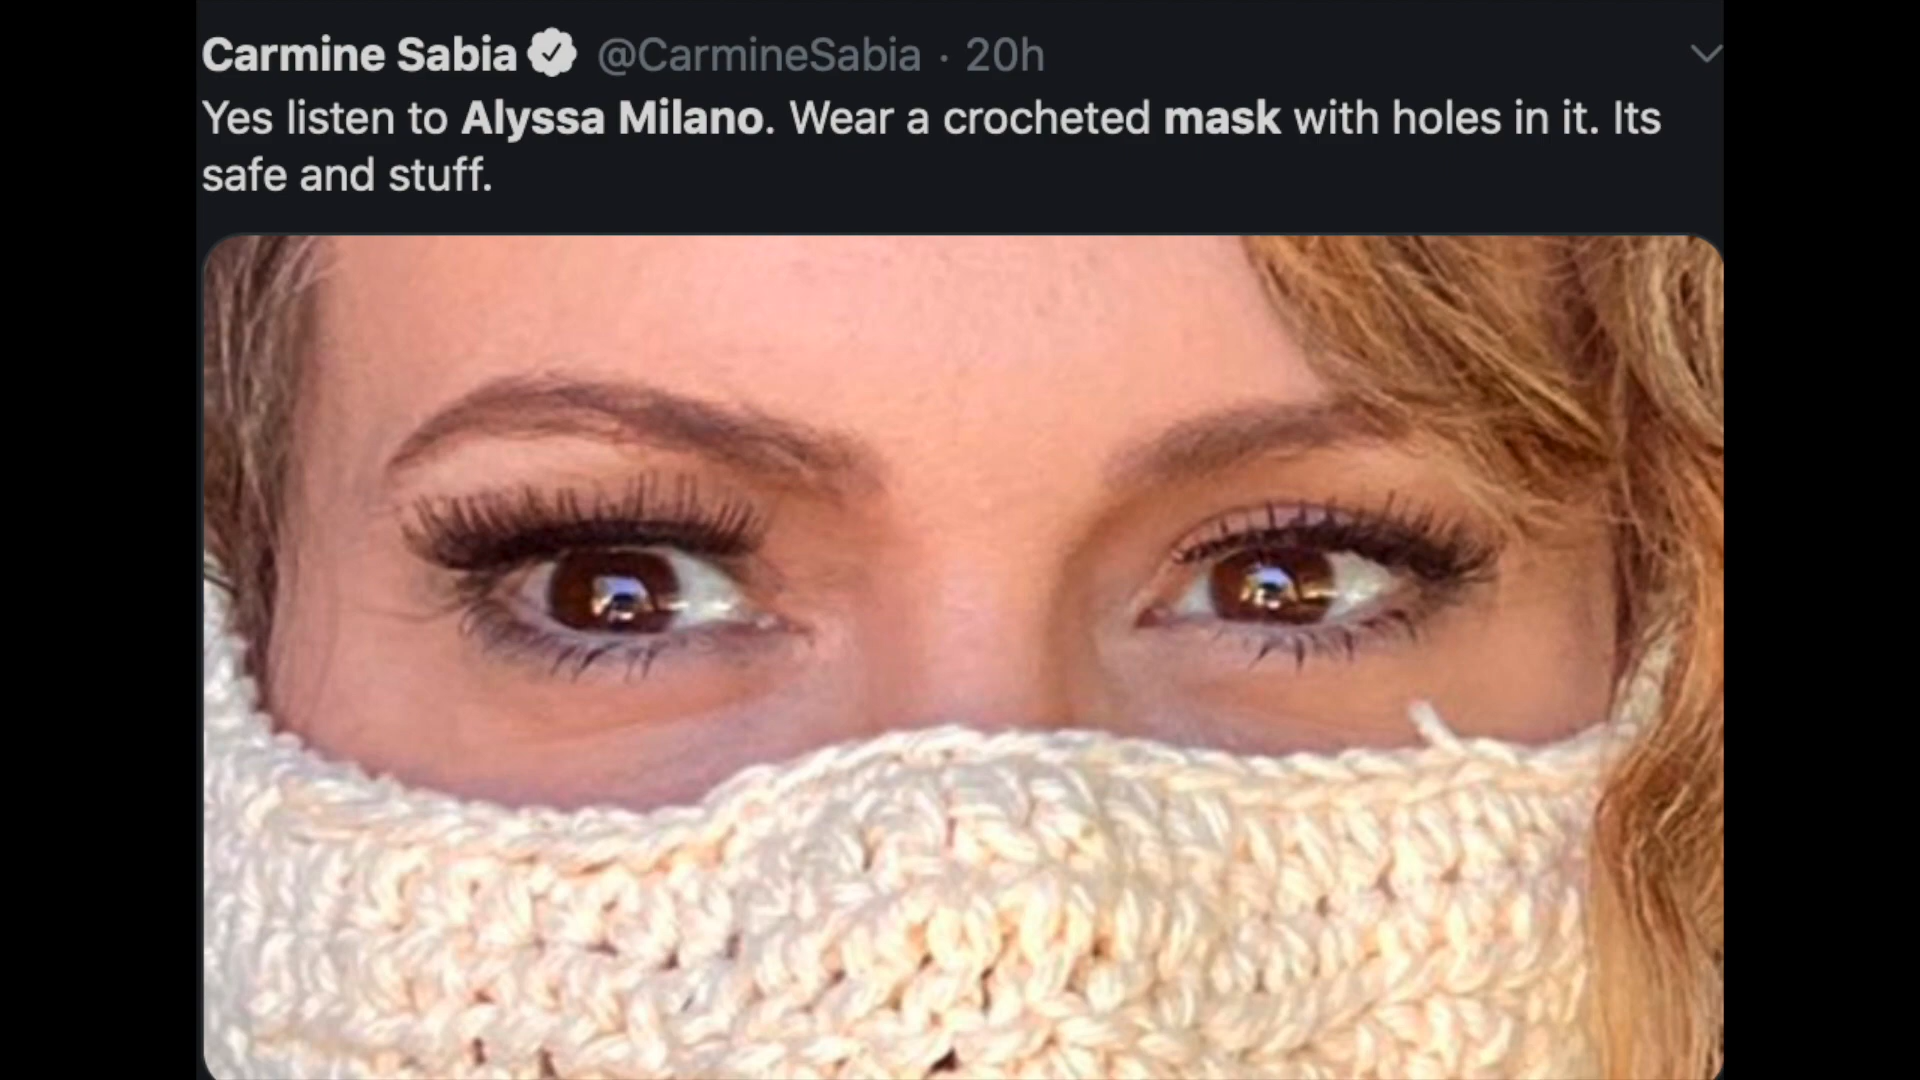 Carmine Sabia @CarmineSabia · 20h
Yes listen to Alyssa Milano. Wear a crocheted mask with holes in it. Its
safe and stuff.